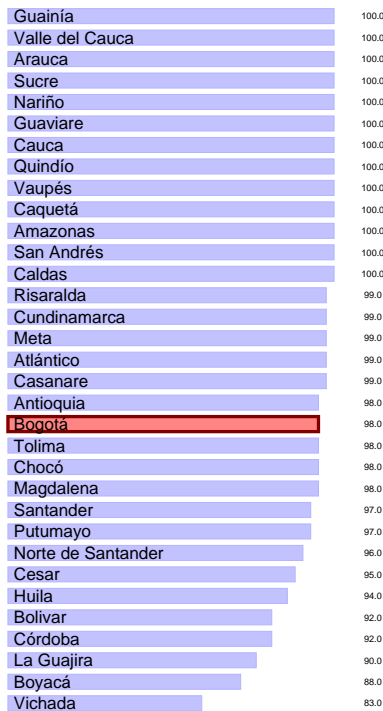 Guainía 100.0
Valle del Cauca 100.0
Arauca 100.0
Sucre 100.0
Nariño 100.0
Guaviare 100.0
Cauca 100.0
Quindío 100.0
Vaupés 100.0
Caquetá 100.0
Amazonas 100.0
San Andrés 100.0
Caldas 100.0
Risaralda 99.0
Cundinamarca 99.0
Meta 99.0
Atlántico 99.0
Casanare 99.0
Antioquia 98.0
Bogotá 98.0
Tolima 98.0
Chocó 98.0
Magdalena 98.0
Santander 97.0
Putumayo 97.0
Norte de Santander 96.0
Cesar 95.0
Huila 94.0
Bolivar 92.0
Córdoba 92.0
La Guajira 90.0
Boyacá 88.0
Vichada 83.0